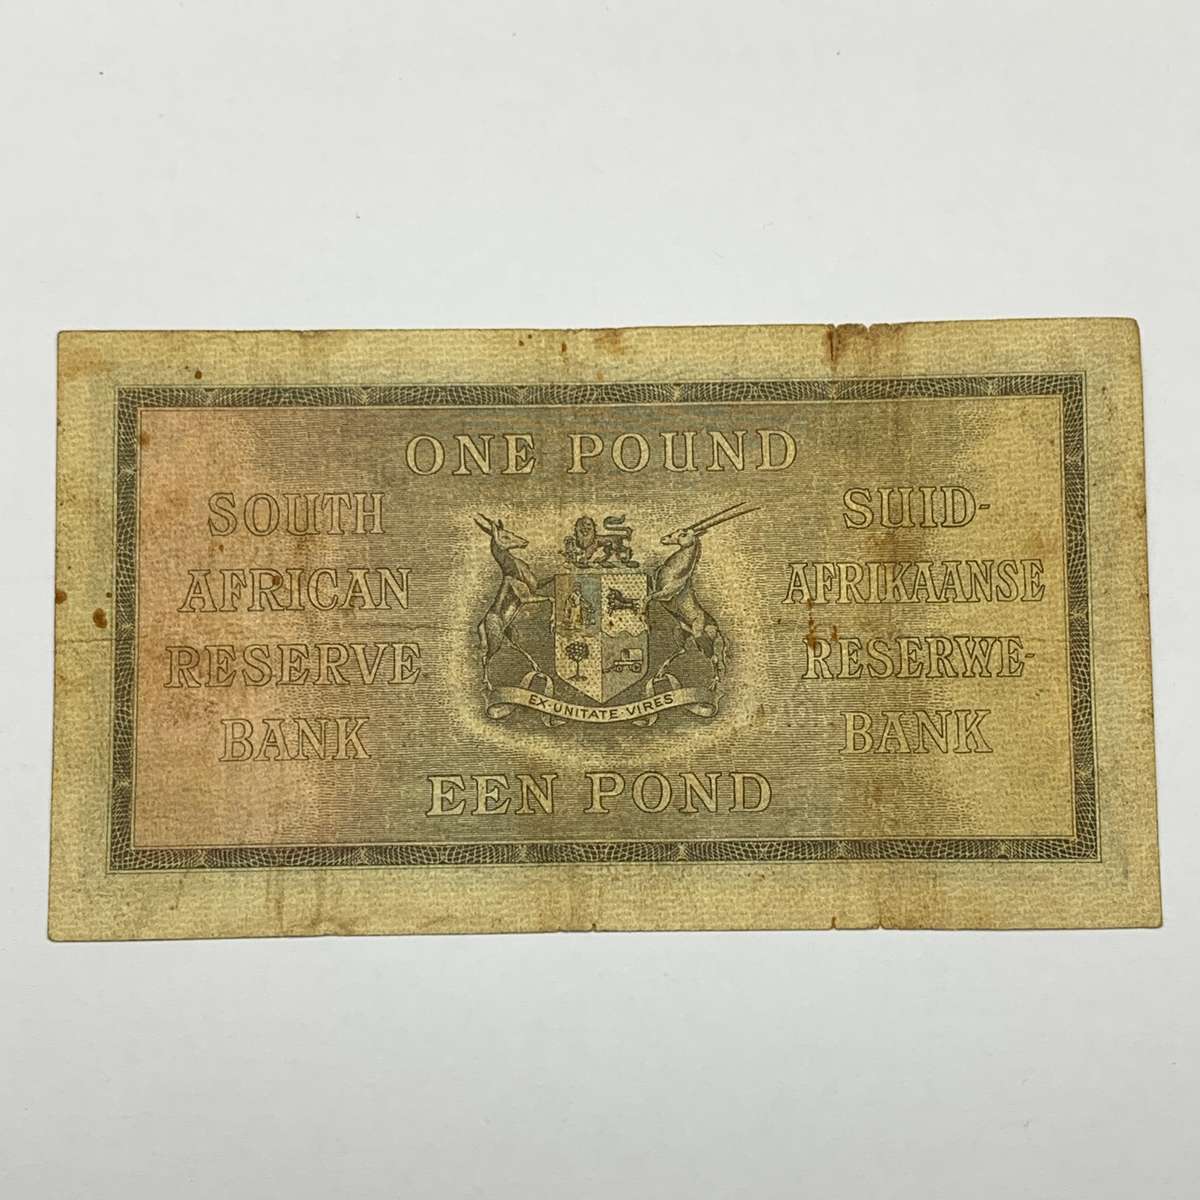 ONE POUND
SOUTH
AFRICAN
RESERVE
BANK
SUID-
AFRIKAANSE
RESERWE-
BANK
EX·UNITATE·VIRES
EEN POND